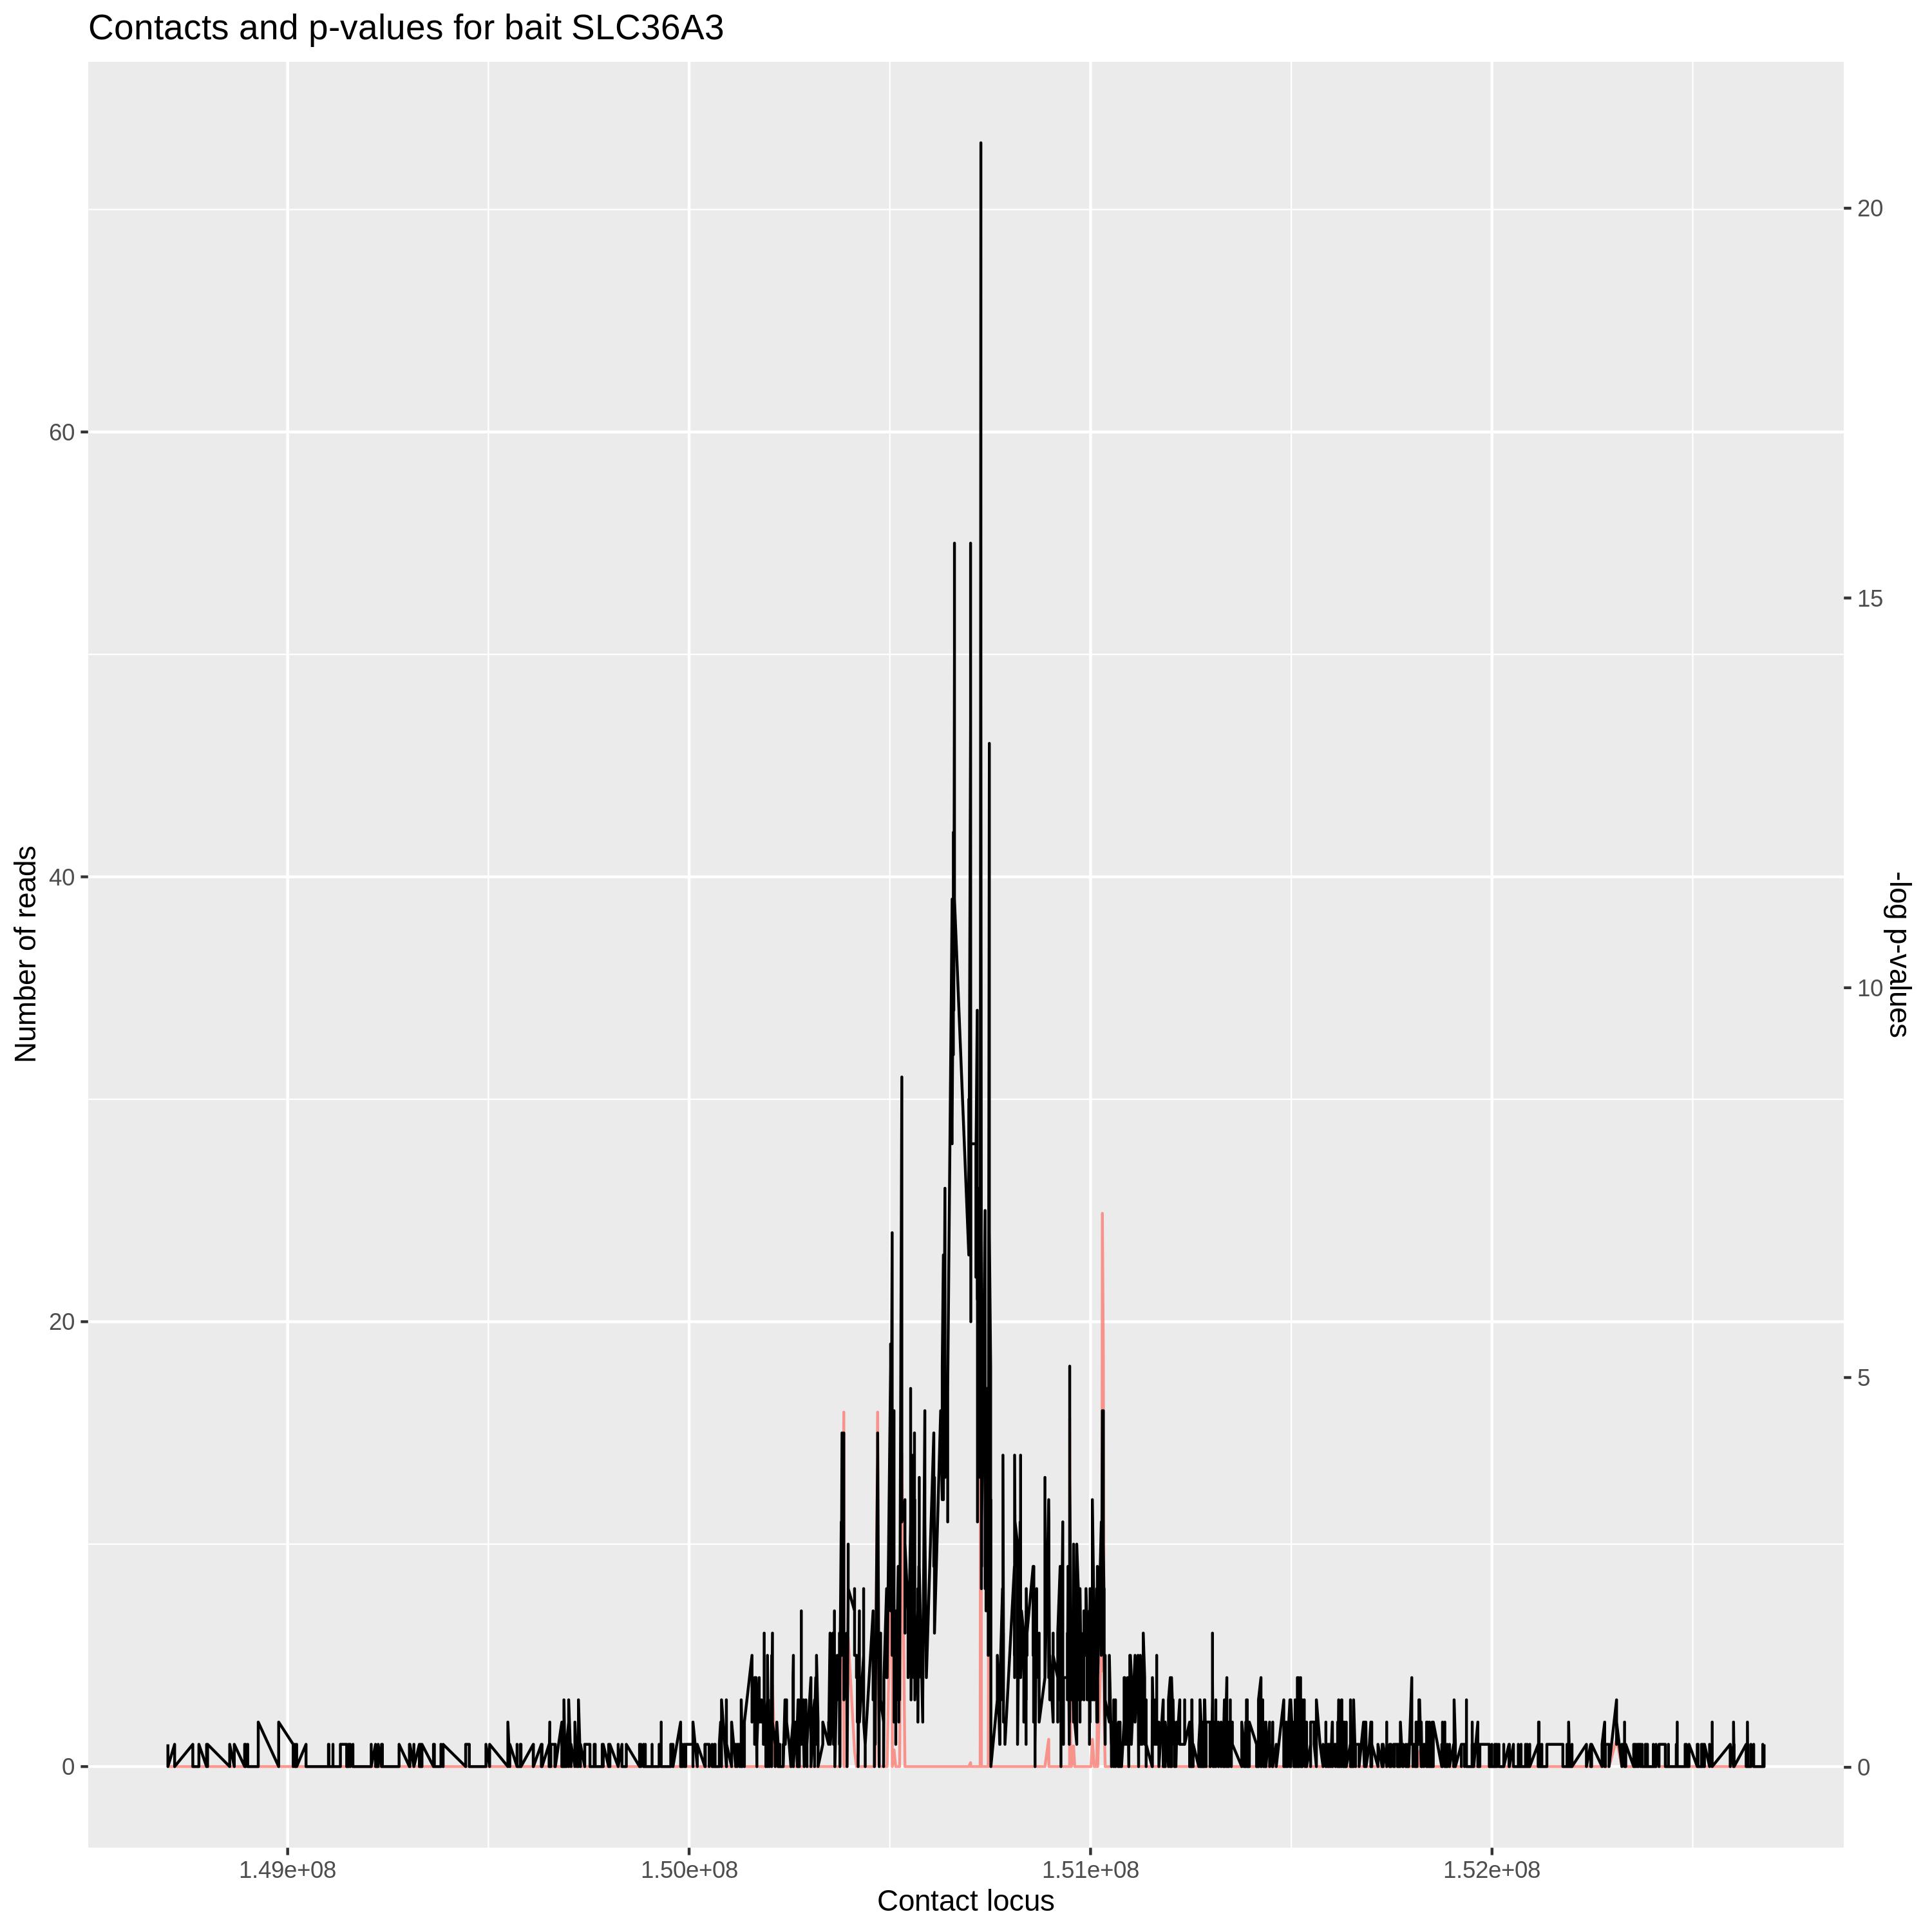 Contacts and p-values for bait SLC36A3
Number of reads
60
40
20
0
20
15
10
5
0
-log p-values
1.49e+08 1.50e+08 1.51e+08 1.52e+08
Contact locus